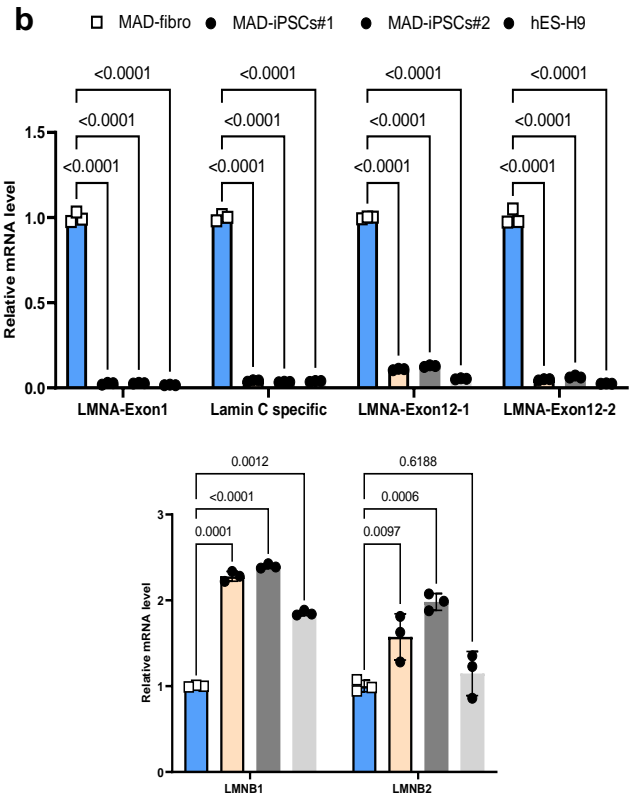 b
MAD-fibro MAD-iPSCs#1 MAD-iPSCs#2 hES-H9
<0.0001 <0.0001 <0.0001 <0.0001
<0.0001 <0.0001 <0.0001 <0.0001
<0.0001 <0.0001 <0.0001 <0.0001
Relative mRNA level
1.5
1.0
0.5
0.0
LMNA-Exon1 Lamin C specific LMNA-Exon12-1 LMNA-Exon12-2
0.0012 0.6188
<0.0001 0.0006
0.0001 0.0097
Relative mRNA level
3
2
1
0
LMNB1 LMNB2